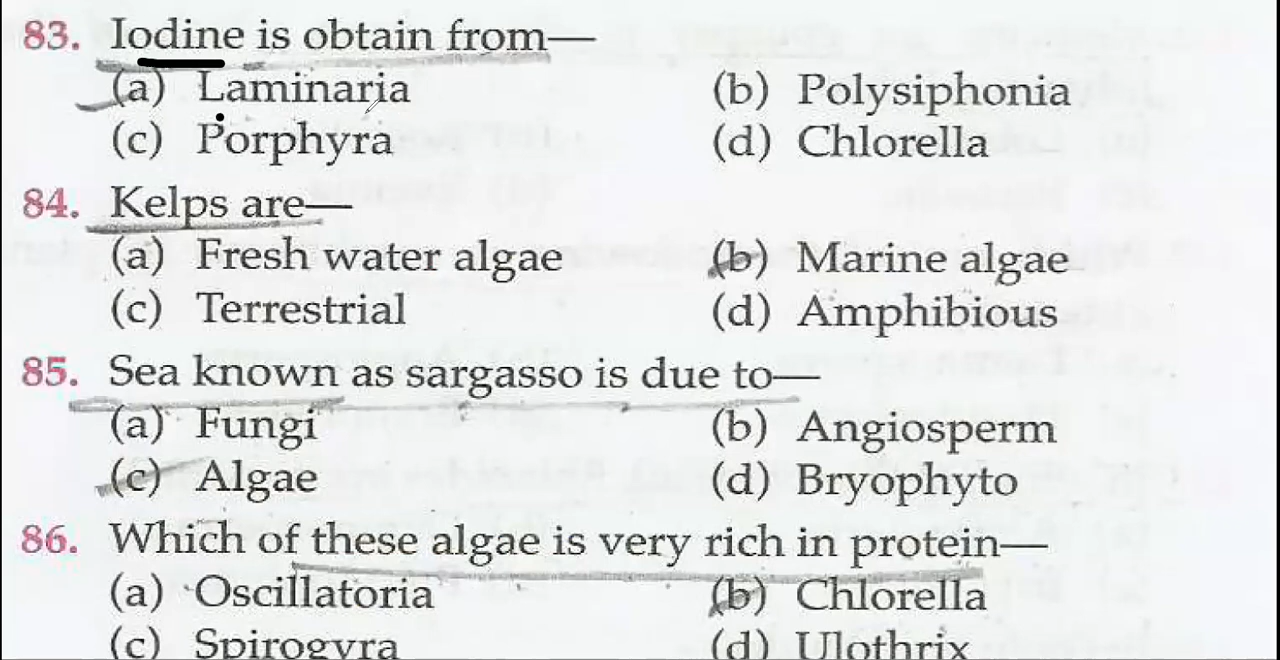 83. Iodine is obtain from—
(a) Laminaria (b) Polysiphonia
(c) Porphyra (d) Chlorella
84. Kelps are—
(a) Fresh water algae (b) Marine algae
(c) Terrestrial (d) Amphibious
85. Sea known as sargasso is due to—
(a) Fungi (b) Angiosperm
(c) Algae (d) Bryophyto
86. Which of these algae is very rich in protein—
(a) Oscillatoria (b) Chlorella
(c) Spirogyra (d) Ulothrix